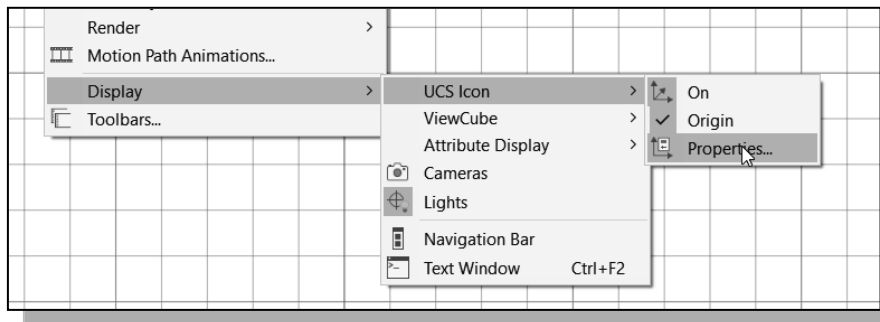 Render >
Motion Path Animations...
Display >
Toolbars...
UCS Icon >
ViewCube >
Attribute Display >
Cameras
Lights
Navigation Bar
Text Window Ctrl+F2
On
Origin
Properties...